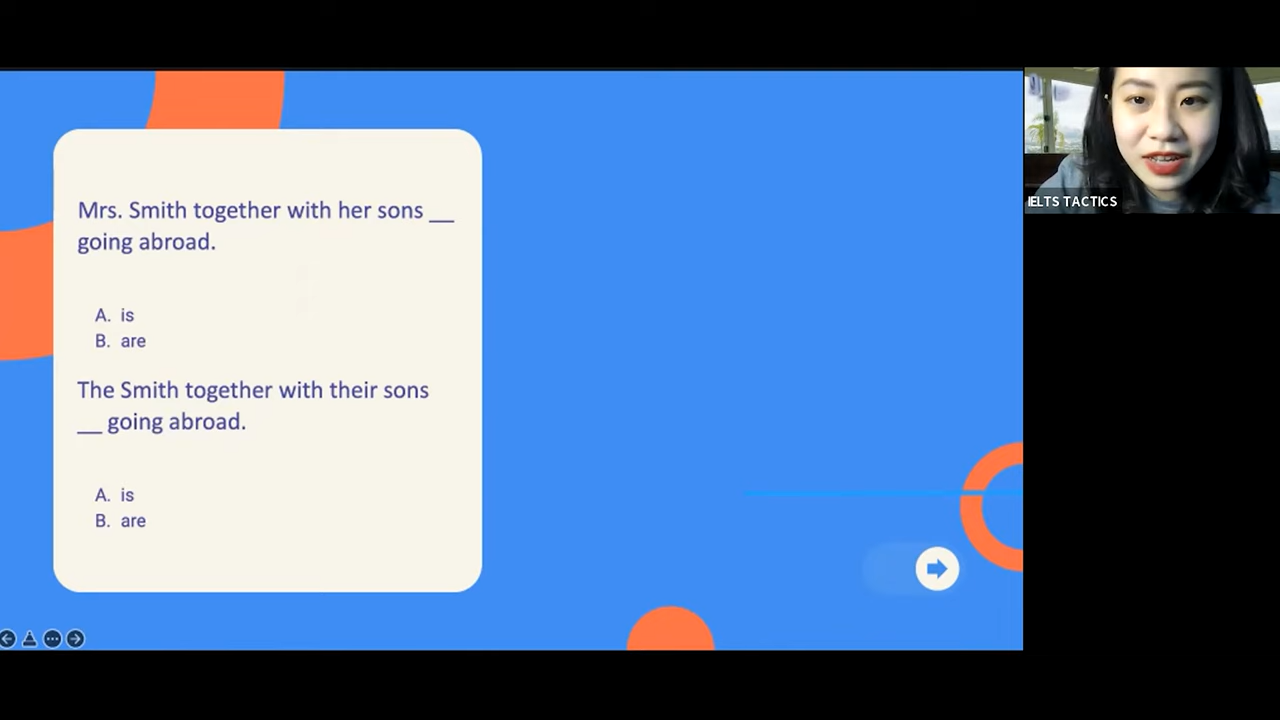 Mrs. Smith together with her sons __
going abroad.
A. is
B. are
The Smith together with their sons
__ going abroad.
A. is
B. are
IELTS TACTICS